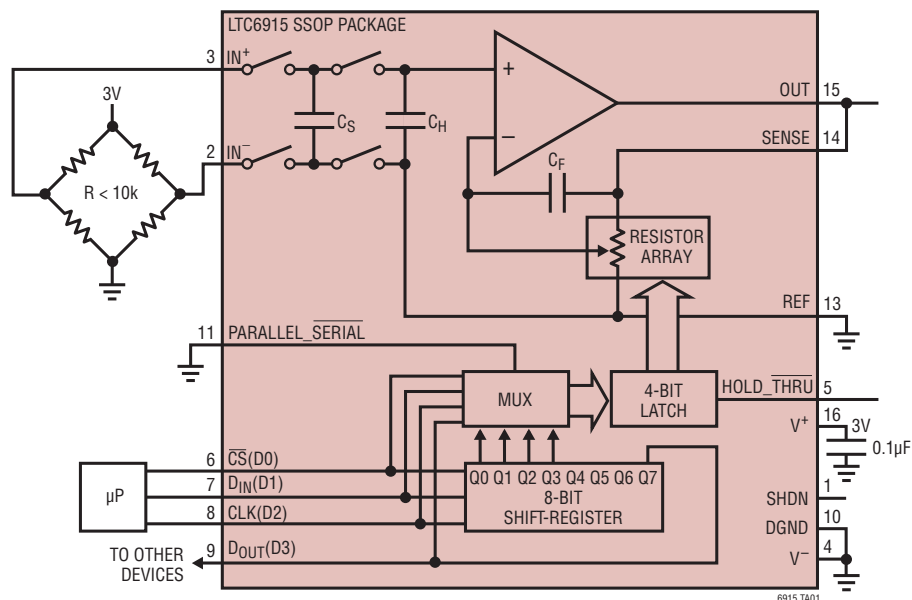 LTC6915 SSOP PACKAGE
3 IN+
3V
2 IN−
R < 10k
CS
CH
+
−
CF
OUT 15
SENSE 14
RESISTOR
ARRAY
REF 13
11 PARALLEL_SERIAL
MUX
4-BIT
LATCH
HOLD_THRU 5
V+ 16
3V
0.1µF
µP
6 CS(D0)
7 DIN(D1)
8 CLK(D2)
9 DOUT(D3)
TO OTHER
DEVICES
Q0 Q1 Q2 Q3 Q4 Q5 Q6 Q7
8-BIT
SHIFT-REGISTER
SHDN 1
DGND 10
V− 4
6915 TA01